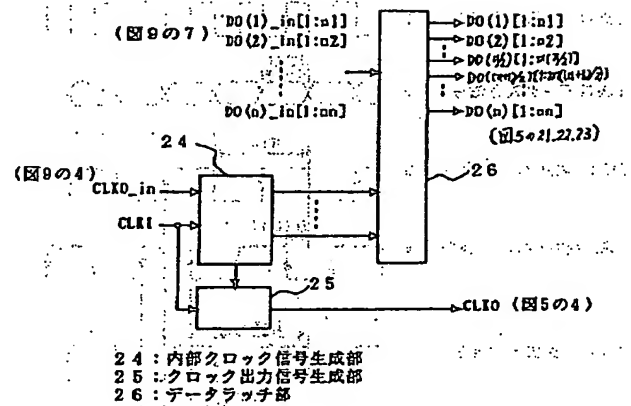 (図9の7)
DO(1)_in[1:n1]
DO(2)_in[1:n2]
DO(n)_in[1:nn]
DO(1)[1:n1]
DO(2)[1:n2]
DO(n)[1:nn]
(図5の21,22,23)
24
26
(図9の4)
CLKO_in
CLKI
25
CLKO (図5の4)
24:内部クロック信号生成部
25:クロック出力信号生成部
26:データラッチ部